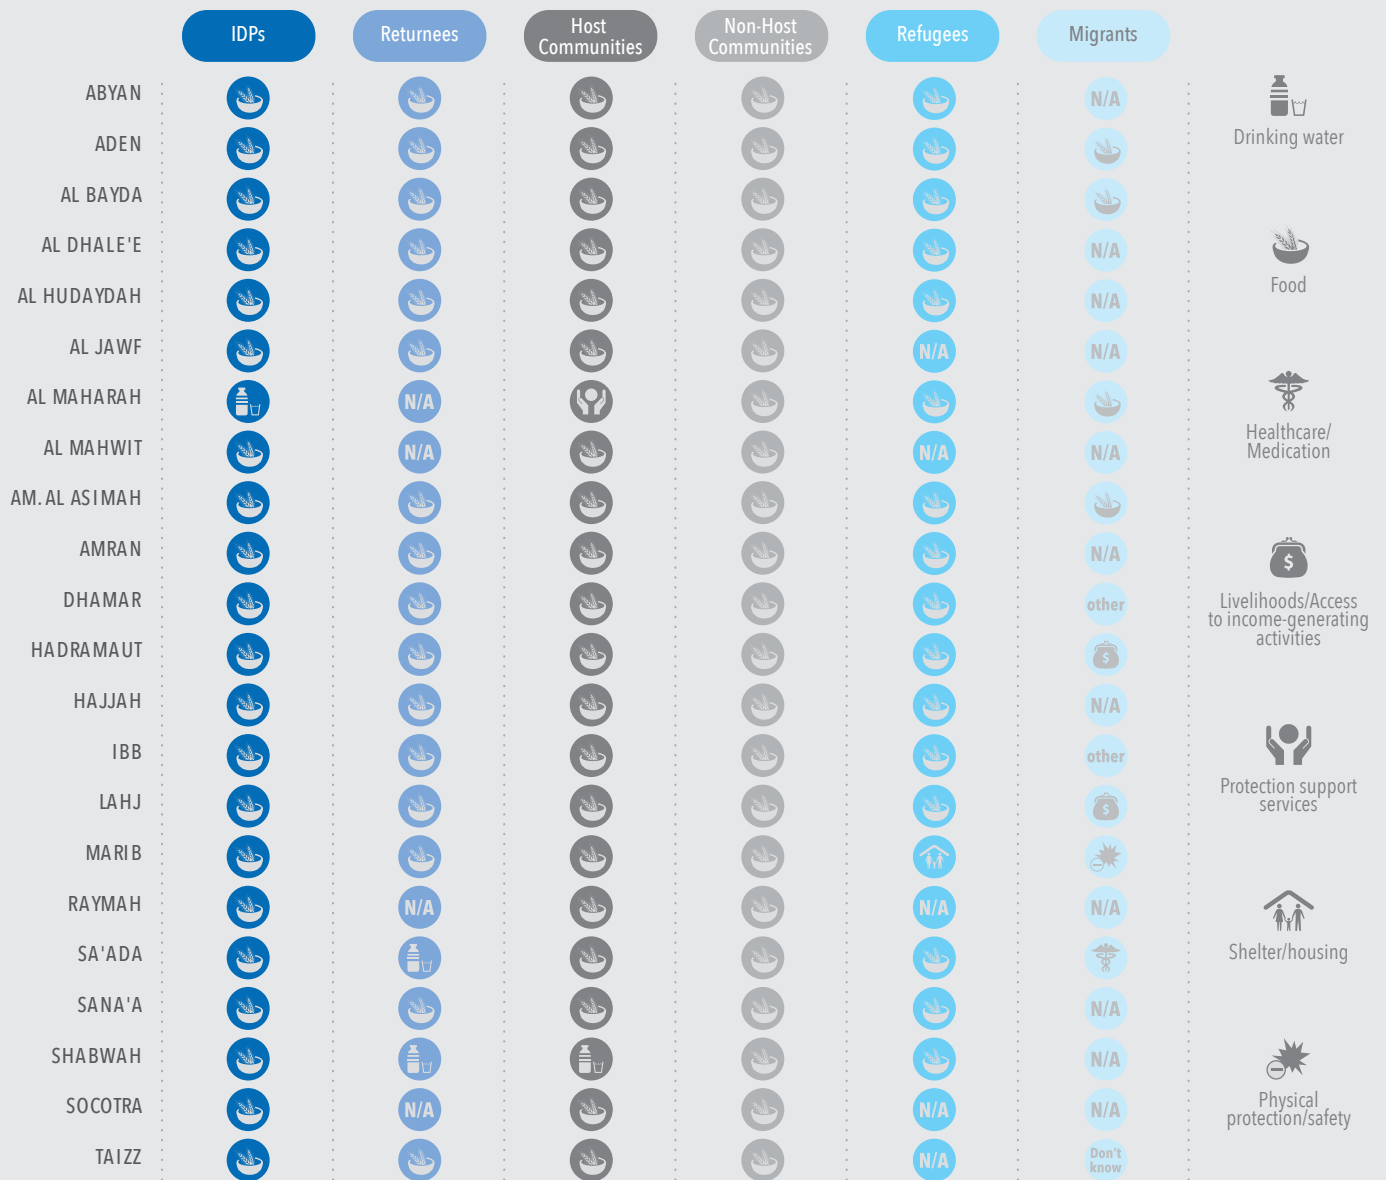 IDPs
Returnees
Host
Communities
Non-Host
Communities
Refugees
Migrants
ABYAN
N/A
ADEN
AL BAYDA
AL DHALE'E
N/A
AL HUDAYDAH
N/A
AL JAWF
N/A
N/A
AL MAHARAH
N/A
AL MAHWIT
N/A
N/A
N/A
AM. AL ASIMAH
AMRAN
N/A
DHAMAR
other
HADRAMAUT
$
HAJJAH
N/A
IBB
other
LAHJ
$
MARIB
RAYMAH
N/A
N/A
N/A
SA'ADA
SANA'A
N/A
SHABWAH
N/A
SOCOTRA
N/A
N/A
N/A
TAIZZ
N/A
Don't
know
Drinking water
Food
Healthcare/
Medication
$
Livelihoods/Access
to income-generating
activities
Protection support
services
Shelter/housing
Physical
protection/safety